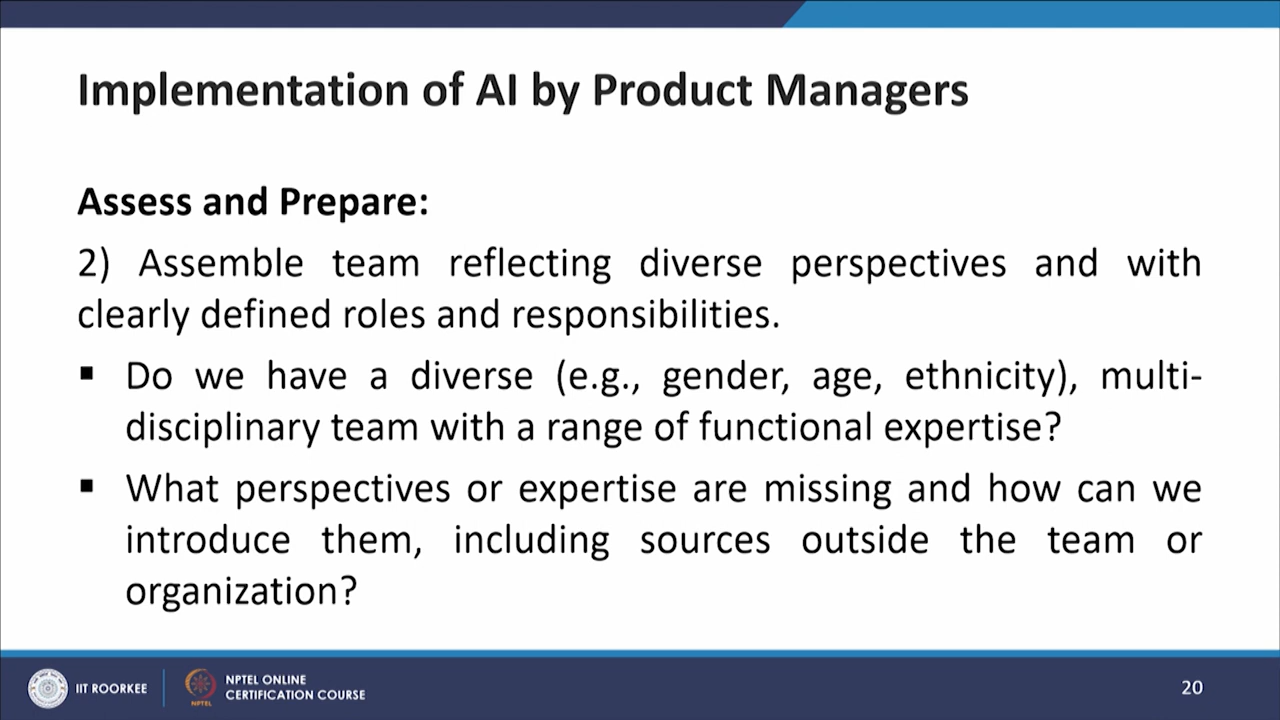 Implementation of AI by Product Managers
Assess and Prepare:
2) Assemble team reflecting diverse perspectives and with
clearly defined roles and responsibilities.
▪ Do we have a diverse (e.g., gender, age, ethnicity), multi-
disciplinary team with a range of functional expertise?
▪ What perspectives or expertise are missing and how can we
introduce them, including sources outside the team or
organization?
IIT ROORKEE
NPTEL
NPTEL ONLINE
CERTIFICATION COURSE
20